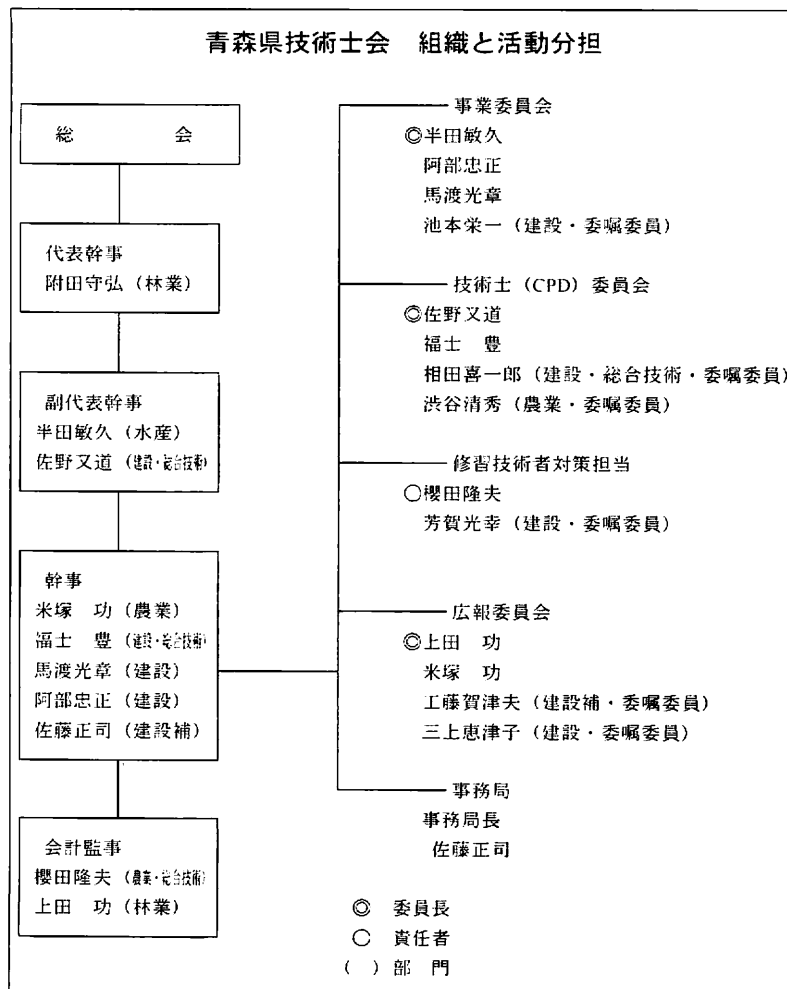 青森県技術士会 組織と活動分担
総 会
代表幹事
附田守弘（林業）
副代表幹事
半田敏久（水産）
佐野又道（建設・総合技術）
幹事
米塚 功（農業）
福士 豊（建設・総合技術）
馬渡光章（建設）
阿部忠正（建設）
佐藤正司（建設補）
会計監事
櫻田隆夫（農業・総合技術）
上田 功（林業）
事業委員会
◎半田敏久
阿部忠正
馬渡光章
池本栄一（建設・委嘱委員）
技術士（CPD）委員会
◎佐野又道
福士 豊
相田喜一郎（建設・総合技術・委嘱委員）
渋谷清秀（農業・委嘱委員）
修習技術者対策担当
○櫻田隆夫
芳賀光幸（建設・委嘱委員）
広報委員会
◎上田 功
米塚 功
工藤賀津夫（建設補・委嘱委員）
三上恵津子（建設・委嘱委員）
事務局
事務局長
佐藤正司
◎ 委員長
○ 責任者
（ ）部 門